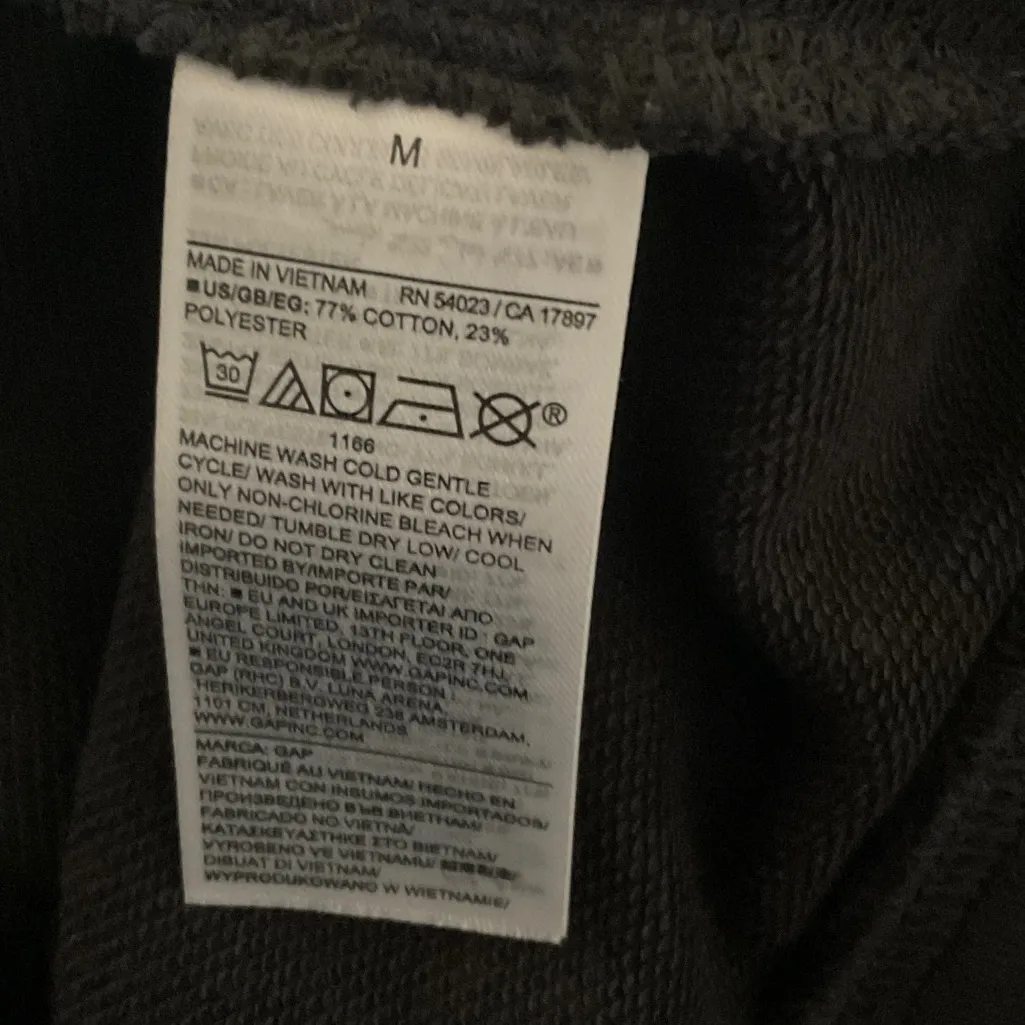 M
MADE IN VIETNAM RN 54023 / CA 17897
■US/GB/EG: 77% COTTON, 23%
POLYESTER
30
®
1166
MACHINE WASH COLD GENTLE
CYCLE/ WASH WITH LIKE COLORS/
ONLY NON-CHLORINE BLEACH WHEN
NEEDED/ TUMBLE DRY LOW/ COOL
IRON/ DO NOT DRY CLEAN
IMPORTED BY/IMPORTE PAR/
DISTRIBUIDO POR/ΕΙΣΑΓΕΤΑΙ ΑΠΟ
ΤΗΝ: ■ EU AND UK IMPORTER ID : GAP
EUROPE LIMITED, 13TH FLOOR, ONE
ANGEL COURT, LONDON, EC2R 7HJ,
UNITED KINGDOM WWW.GAPINC.COM
■ EU RESPONSIBLE PERSON :
GAP (RHC) B.V. LUNA ARENA,
HERIKERBERGWEG 238 AMSTERDAM,
1101 CM, NETHERLANDS
WWW.GAPINC.COM
MARCA: GAP
FABRIQUÉ AU VIETNAM/ HECHO EN
VIETNAM CON INSUMOS IMPORTADOS/
ПРОИЗВЕДЕНО ВЪВ ВИЕТНАМ/
FABRICADO NO VIETNÃ/
ΚΑΤΑΣΚΕΥΑΣΤΗΚΕ ΣΤΟ ΒΙΕΤΝΑΜ/
VYROBENO VE VIETNAMU/
DIBUAT DI VIETNAM/
WYPRODUKOWANO W WIETNAMIE/